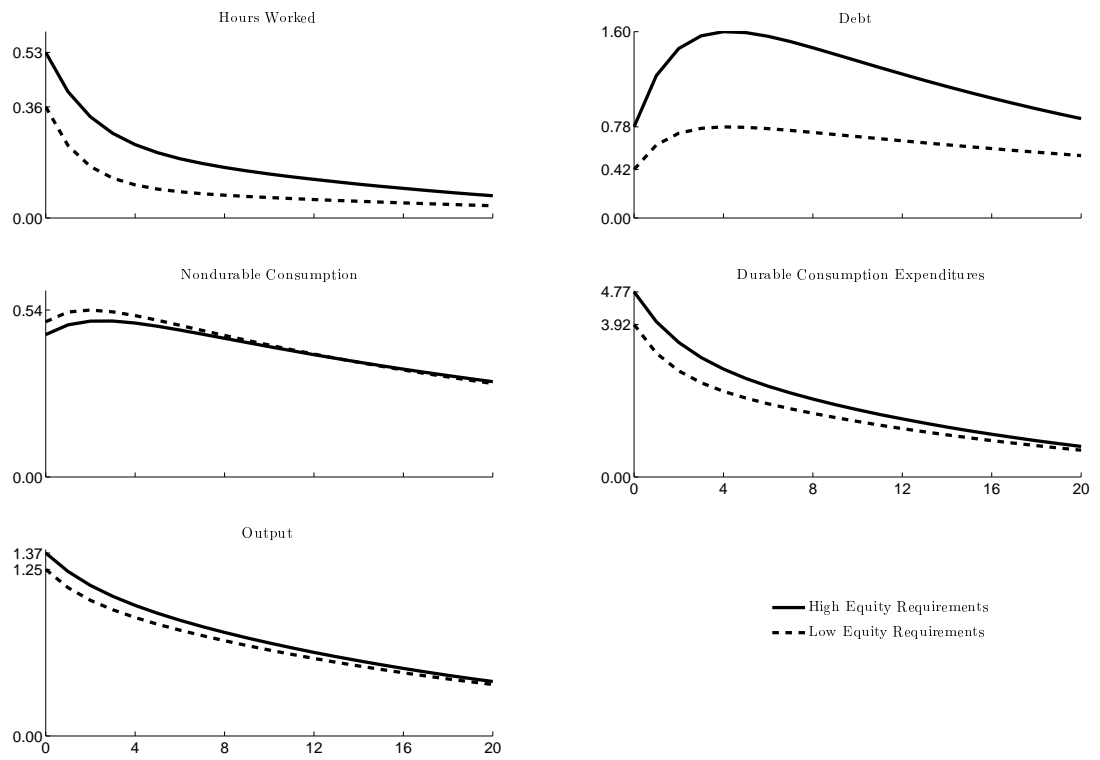 Hours Worked
0.53
0.36
0.00
Debt
1.60
0.78
0.42
0.00
Nondurable Consumption
0.54
0.00
Durable Consumption Expenditures
4.77
3.92
0.00
0 4 8 12 16 20
Output
1.37
1.25
0.00
0 4 8 12 16 20
High Equity Requirements
Low Equity Requirements